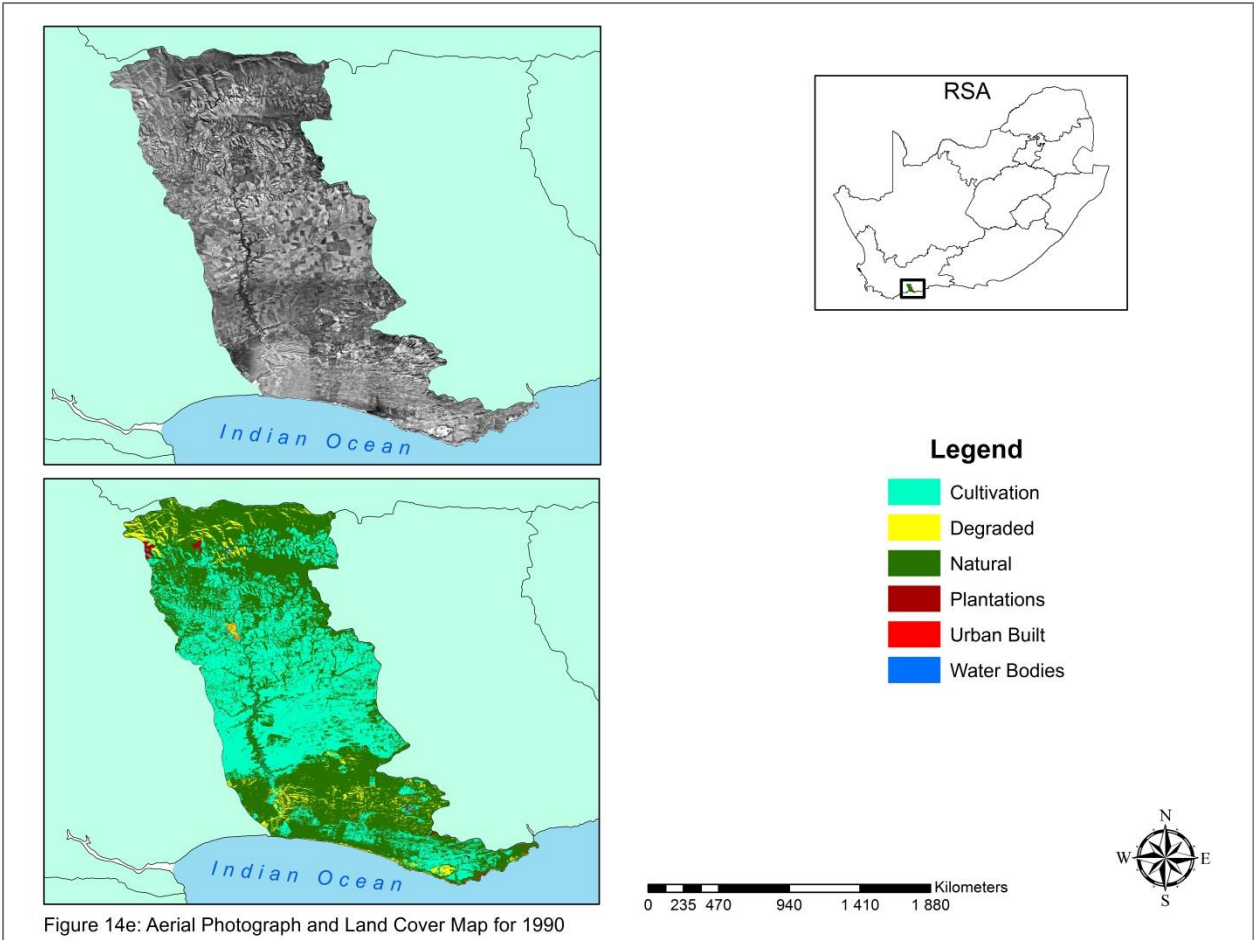 RSA
Indian Ocean
Legend
Cultivation
Degraded
Natural
Plantations
Urban Built
Water Bodies
Indian Ocean
N
W E
S
Kilometers
0 235 470 940 1 410 1 880
Figure 14e: Aerial Photograph and Land Cover Map for 1990